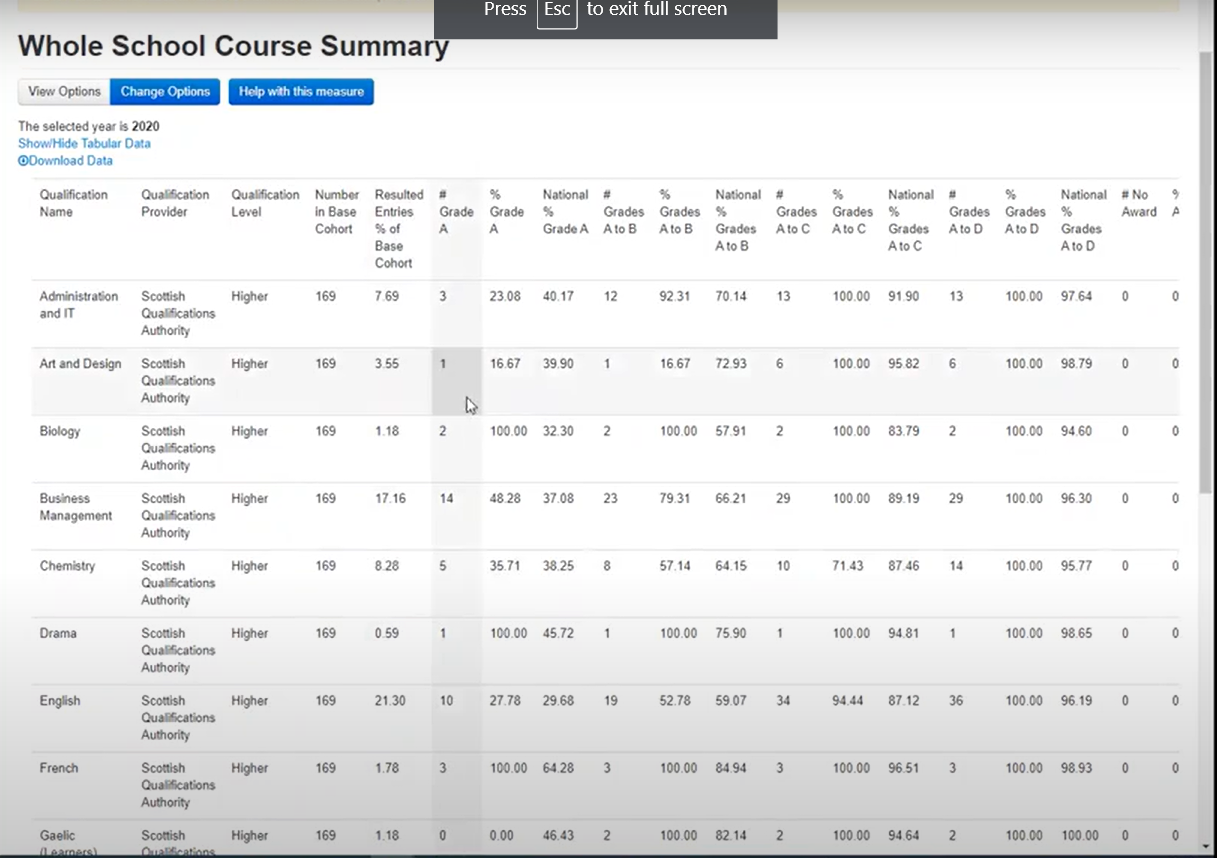 Press Esc to exit full screen
Whole School Course Summary
View Options Change Options Help with this measure
The selected year is 2020
Show/Hide Tabular Data
Download Data
Qualification Name Qualification Provider Qualification Level Number in Base Cohort Resulted Entries % of Base Cohort # Grade A % Grade A National % Grade A # Grades A to B % Grades A to B National % Grades A to B # Grades A to C % Grades A to C National % Grades A to C # Grades A to D % Grades A to D National % Grades A to D # No Award % A
Administration and IT Scottish Qualifications Authority Higher 169 7.69 3 23.08 40.17 12 92.31 70.14 13 100.00 91.90 13 100.00 97.64 0 0
Art and Design Scottish Qualifications Authority Higher 169 3.55 1 16.67 39.90 1 16.67 72.93 6 100.00 95.82 6 100.00 98.79 0 0
Biology Scottish Qualifications Authority Higher 169 1.18 2 100.00 32.30 2 100.00 57.91 2 100.00 83.79 2 100.00 94.60 0 0
Business Management Scottish Qualifications Authority Higher 169 17.16 14 48.28 37.08 23 79.31 66.21 29 100.00 89.19 29 100.00 96.30 0 0
Chemistry Scottish Qualifications Authority Higher 169 8.28 5 35.71 38.25 8 57.14 64.15 10 71.43 87.46 14 100.00 95.77 0 0
Drama Scottish Qualifications Authority Higher 169 0.59 1 100.00 45.72 1 100.00 75.90 1 100.00 94.81 1 100.00 98.65 0 0
English Scottish Qualifications Authority Higher 169 21.30 10 27.78 29.68 19 52.78 59.07 34 94.44 87.12 36 100.00 96.19 0 0
French Scottish Qualifications Authority Higher 169 1.78 3 100.00 64.28 3 100.00 84.94 3 100.00 96.51 3 100.00 98.93 0 0
Gaelic (Learners) Scottish Qualifications Higher 169 1.18 0 0.00 46.43 2 100.00 82.14 2 100.00 94.64 2 100.00 100.00 0 0